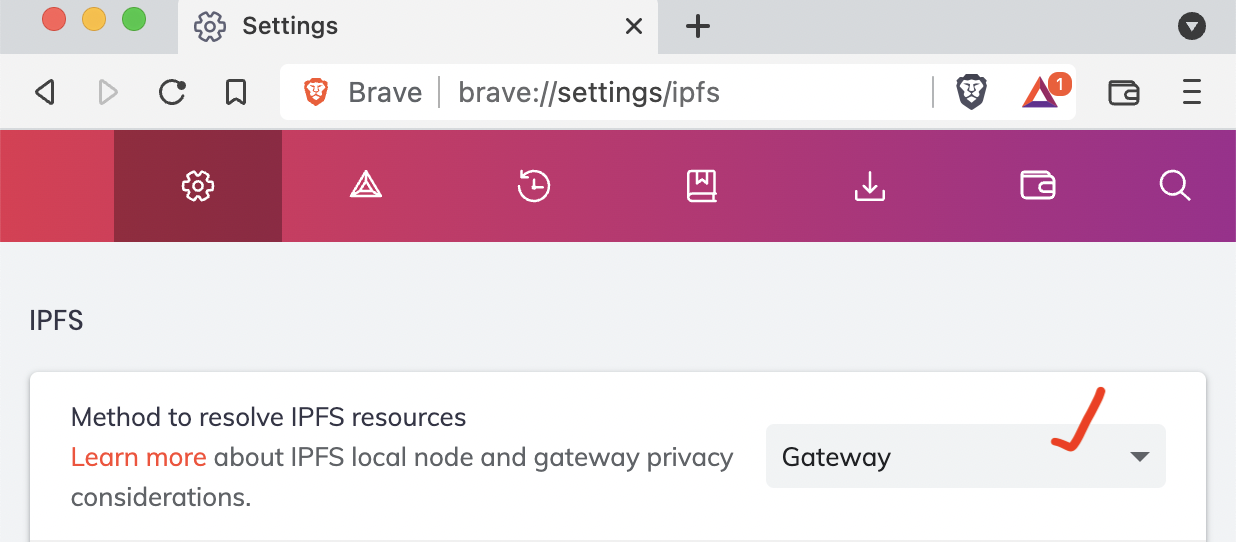 Settings
Brave brave://settings/ipfs 1
IPFS
Method to resolve IPFS resources
Learn more about IPFS local node and gateway privacy
considerations.
Gateway